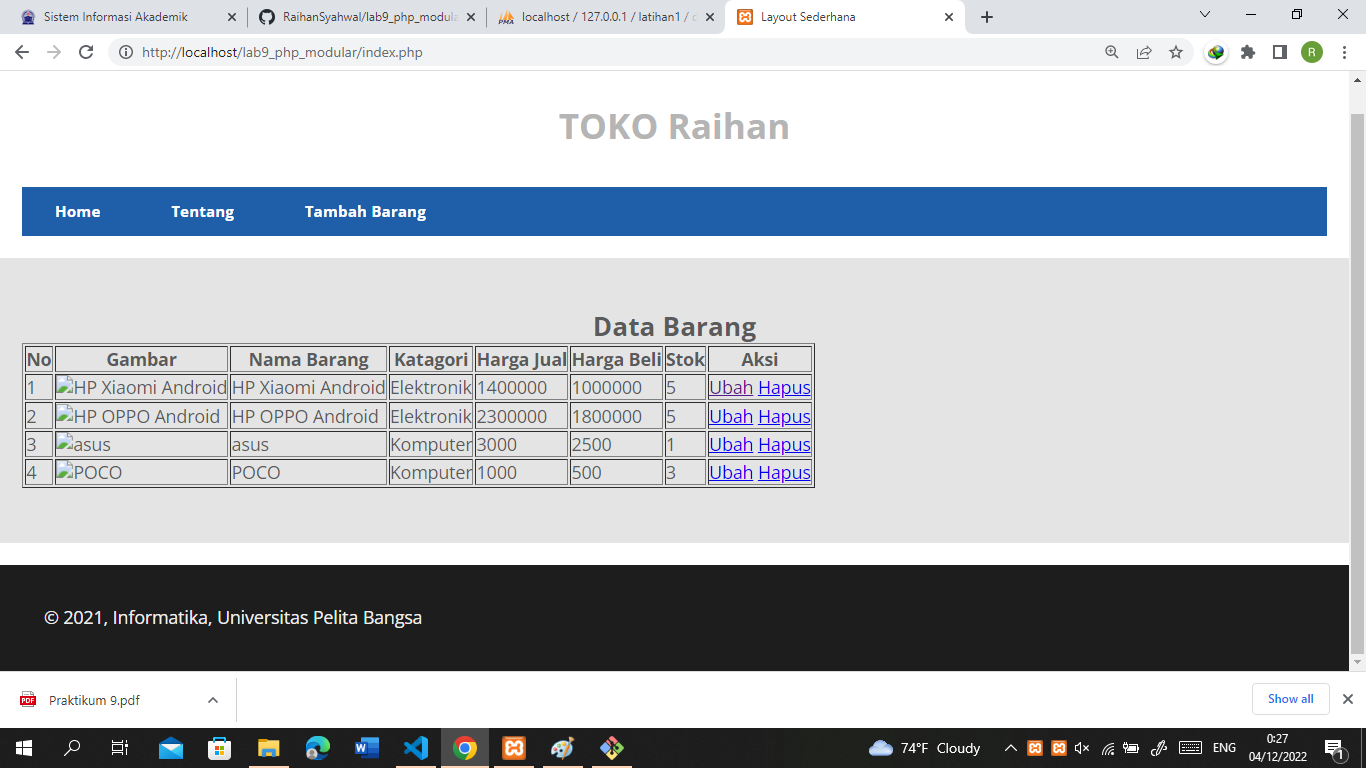 Sistem Informasi Akademik
RaihanSyahwal/lab9_php_modula
localhost / 127.0.0.1 / latihan1 /
Layout Sederhana
http://localhost/lab9_php_modular/index.php
R
TOKO Raihan
Home Tentang Tambah Barang
Data Barang
No Gambar Nama Barang Katagori Harga Jual Harga Beli Stok Aksi
1 HP Xiaomi Android HP Xiaomi Android Elektronik 1400000 1000000 5 Ubah Hapus
2 HP OPPO Android HP OPPO Android Elektronik 2300000 1800000 5 Ubah Hapus
3 asus asus Komputer 3000 2500 1 Ubah Hapus
4 POCO POCO Komputer 1000 500 3 Ubah Hapus
© 2021, Informatika, Universitas Pelita Bangsa
PDF Praktikum 9.pdf
Show all
74°F Cloudy
ENG
0:27
04/12/2022
1